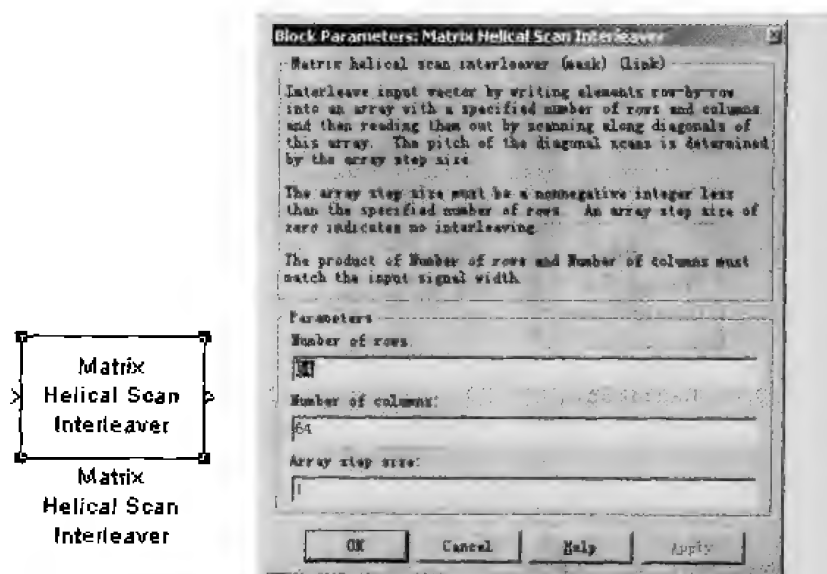 Block Parameters: Matrix Helical Scan Interleaver
Matrix helical scan interleaver (mask) (link)
Interleave input vector by writing elements row-by-row
into an array with a specified number of rows and columns
and then reading them out by scanning along diagonals of
this array. The pitch of the diagonal scans is determined
by the array step size.
The array step size must be a nonnegative integer less
than the specified number of rows. An array step size of
zero indicates no interleaving.
The product of Number of rows and Number of columns must
match the input signal width.
Parameters
Number of rows:
Number of columns:
64
Array step size:
1
OK Cancel Help Apply
Matrix
Helical Scan
Interleaver
Matrix
Helical Scan
Interleaver